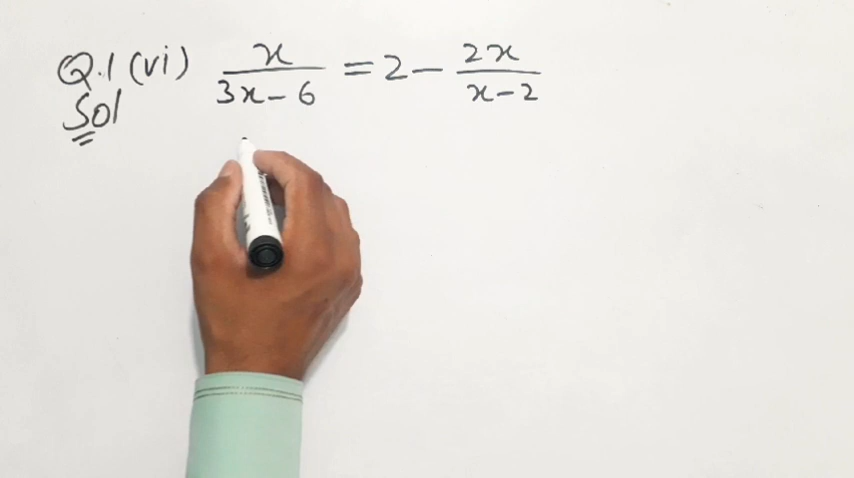 Q.1 (vi) x/(3x-6) = 2 - 2x/(x-2)
Sol